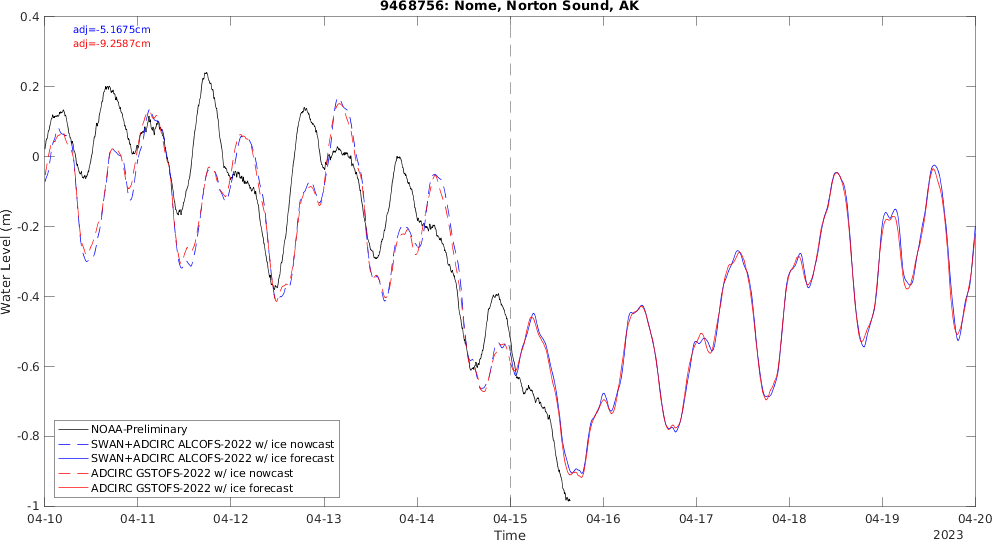 9468756: Nome, Norton Sound, AK
adj=-5.1675cm
adj=-9.2587cm
0.4
0.2
0
-0.2
-0.4
-0.6
-0.8
-1
Water Level (m)
NOAA-Preliminary
SWAN+ADCIRC ALCOFS-2022 w/ ice nowcast
SWAN+ADCIRC ALCOFS-2022 w/ ice forecast
ADCIRC GSTOFS-2022 w/ ice nowcast
ADCIRC GSTOFS-2022 w/ ice forecast
04-10 04-11 04-12 04-13 04-14 04-15 04-16 04-17 04-18 04-19 04-20
Time
2023